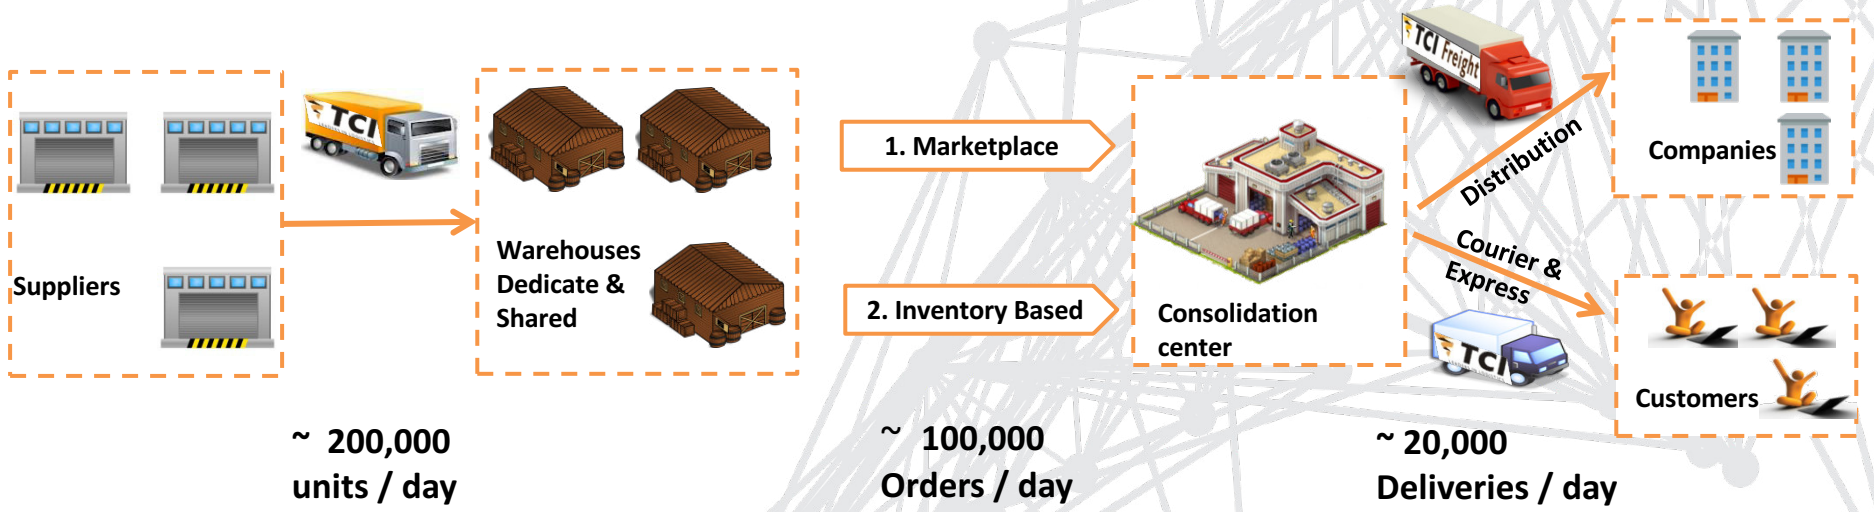 Suppliers
TCI
Warehouses
Dedicate &
Shared
1. Marketplace
2. Inventory Based
Consolidation
center
TCI Freight
Distribution
Courier &
Express
TCI
Companies
Customers
~ 200,000
units / day
~ 100,000
Orders / day
~ 20,000
Deliveries / day